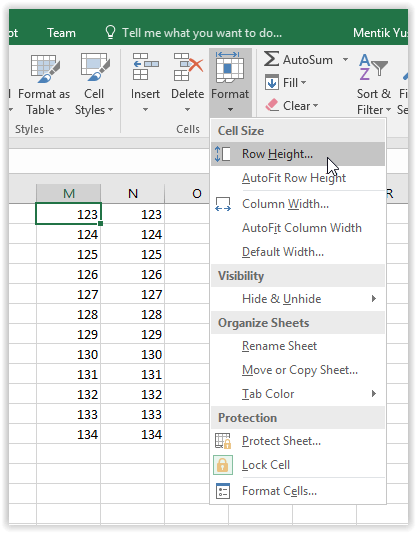 ot Team Tell me what you want to do... Mentik Yus
Format as Table Cell Styles Insert Delete Format AutoSum Fill Clear Sort & Filter Find Sele
Styles Cells
Cell Size
Row Height...
AutoFit Row Height
Column Width...
AutoFit Column Width
Default Width...
Visibility
Hide & Unhide
Organize Sheets
Rename Sheet
Move or Copy Sheet...
Tab Color
Protection
Protect Sheet...
Lock Cell
Format Cells...
M N O R
123 123
124 124
125 125
126 126
127 127
128 128
129 129
130 130
131 131
132 132
133 133
134 134